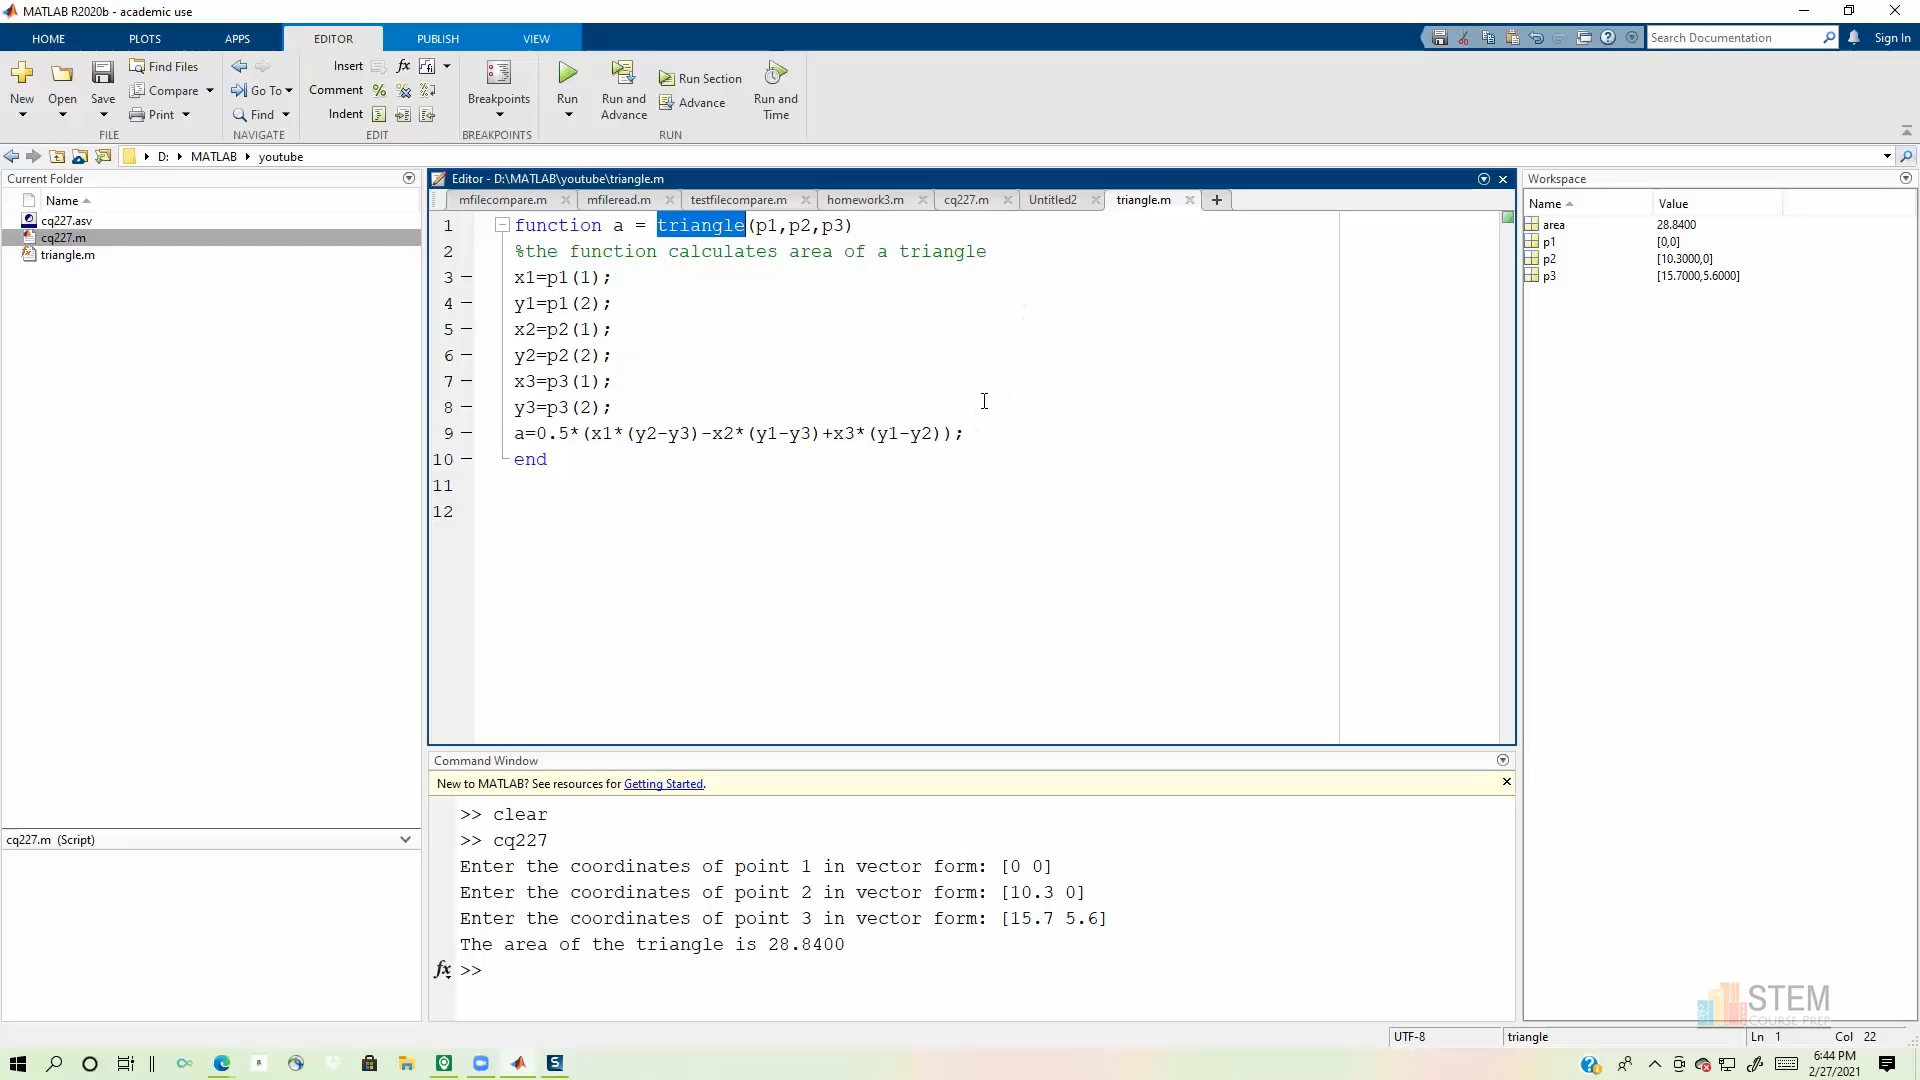 MATLAB R2020b - academic use
HOME PLOTS APPS EDITOR PUBLISH VIEW
Search Documentation
Sign In
New Open Save
Find Files
Compare
Print
FILE
Go To
Find
NAVIGATE
Insert fx
Comment %
Indent
EDIT
Breakpoints
BREAKPOINTS
Run
Run and Advance
Run Section
Advance
Run and Time
RUN
D: MATLAB youtube
Current Folder
Name
cq227.asv
cq227.m
triangle.m
cq227.m (Script)
Editor - D:\MATLAB\youtube\triangle.m
mfilecompare.m mfileread.m testfilecompare.m homework3.m cq227.m Untitled2 triangle.m +
1 function a = triangle(p1,p2,p3)
2 %the function calculates area of a triangle
3 x1=p1(1);
4 y1=p1(2);
5 x2=p2(1);
6 y2=p2(2);
7 x3=p3(1);
8 y3=p3(2);
9 a=0.5*(x1*(y2-y3)-x2*(y1-y3)+x3*(y1-y2));
10 end
11
12
Command Window
New to MATLAB? See resources for Getting Started.
>> clear
>> cq227
Enter the coordinates of point 1 in vector form: [0 0]
Enter the coordinates of point 2 in vector form: [10.3 0]
Enter the coordinates of point 3 in vector form: [15.7 5.6]
The area of the triangle is 28.8400
fx >>
Workspace
Name Value
area 28.8400
p1 [0,0]
p2 [10.3000,0]
p3 [15.7000,5.6000]
STEM
COURSE PREP
UTF-8 triangle Ln 1 Col 22
6:44 PM
2/27/2021